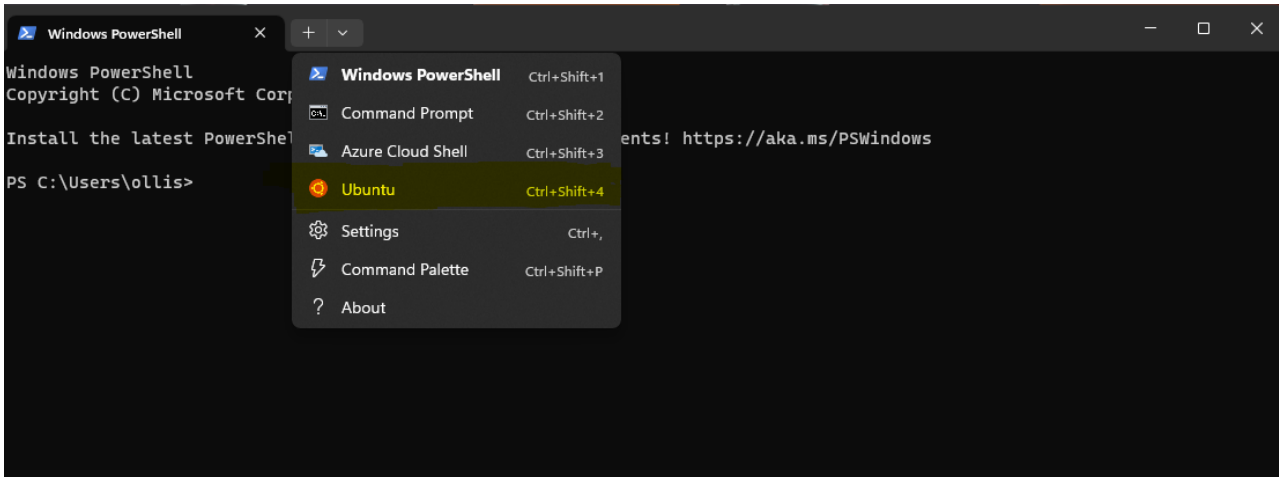 Windows PowerShell
Windows PowerShell
Copyright (C) Microsoft Corp
Install the latest PowerShel
ents! https://aka.ms/PSWindows
PS C:\Users\ollis>
Windows PowerShell Ctrl+Shift+1
Command Prompt Ctrl+Shift+2
Azure Cloud Shell Ctrl+Shift+3
Ubuntu Ctrl+Shift+4
Settings Ctrl+,
Command Palette Ctrl+Shift+P
About